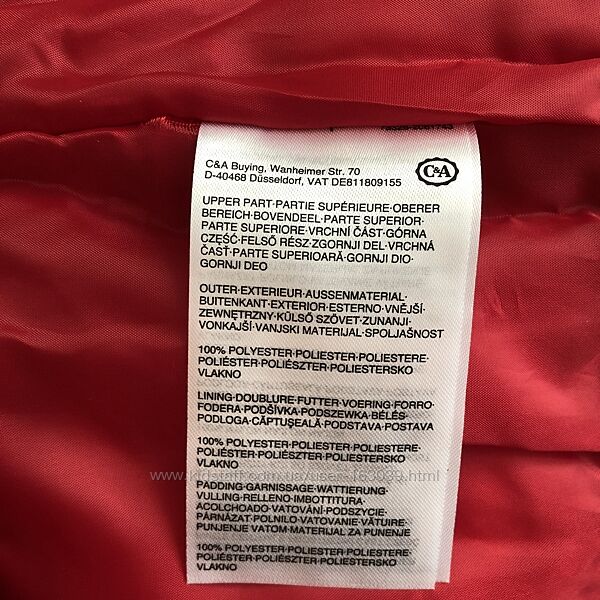 C&A Buying, Wanheimer Str. 70
D-40468 Düsseldorf, VAT DE811809155
C&A
UPPER PART·PARTIE SUPÉRIEURE·OBERER
BEREICH·BOVENDEEL·PARTE SUPERIOR·
PARTE SUPERIORE·VRCHNÍ ČÁST·GÓRNA
CZĘŚĆ·FELSŐ RÉSZ·ZGORNJI DEL·VRCHNÁ
ČASŤ·PARTE SUPERIOARĂ·GORNJI DIO·
GORNJI DEO
OUTER·EXTERIEUR·AUSSENMATERIAL·
BUITENKANT·EXTERIOR·ESTERNO·VNĚJŠÍ·
ZEWNĘTRZNY·KÜLSŐ SZÖVET·ZUNANJI·
VONKAJŠÍ·VANJSKI MATERIJAL·SPOLJAŠNOST
100% POLYESTER·POLIESTER·POLIESTERE·
POLIÉSTER·POLIÉSZTER·POLIESTERSKO
VLAKNO
LINING·DOUBLURE·FUTTER·VOERING·FORRO·
FODERA·PODŠÍVKA·PODSZEWKA·BÉLÉS·
PODLOGA·CĂPTUŞEALĂ·PODSTAVA·POSTAVA
100% POLYESTER·POLIESTER·POLIESTERE·
POLIÉSTER·POLIÉSZTER·POLIESTERSKO
VLAKNO
PADDING·GARNISSAGE·WATTIERUNG·
VULLING·RELLENO·IMBOTTITURA·
ACOLCHOADO·VATOVÁNÍ·PODSZYCIE·
PÁRNÁZAT·POLNILO·VATOVANIE·VĂTUIRE·
PUNJENJE VATOM·MATERIJAL ZA PUNENJE
100% POLYESTER·POLIESTER·POLIESTERE·
POLIÉSTER·POLIÉSZTER·POLIESTERSKO
VLAKNO